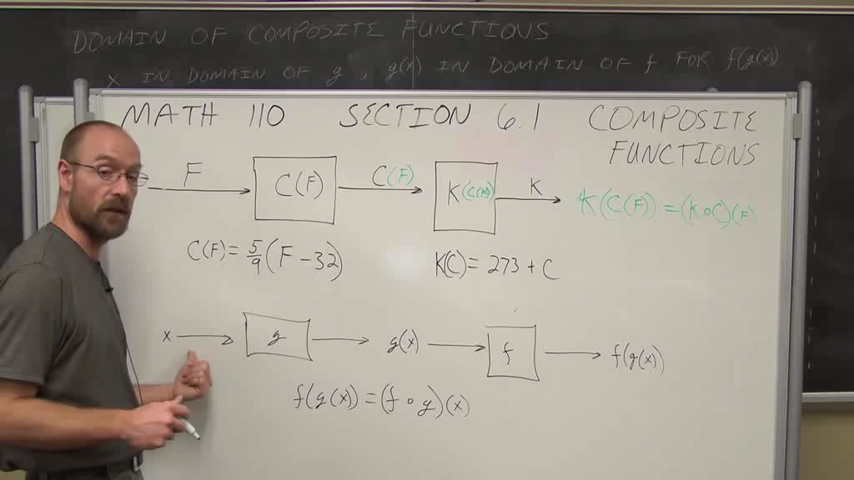 DOMAIN OF COMPOSITE FUNCTIONS
x IN DOMAIN OF g, g(x) IN DOMAIN OF f FOR f(g(x))
MATH 110 SECTION 6.1 COMPOSITE FUNCTIONS
F C(F) C(F) K(C(F)) K K(C(F)) = (K∘C)(F)
C(F) = 5/9 (F - 32) K(C) = 273 + C
x g g(x) f f(g(x))
f(g(x)) = (f ∘ g)(x)